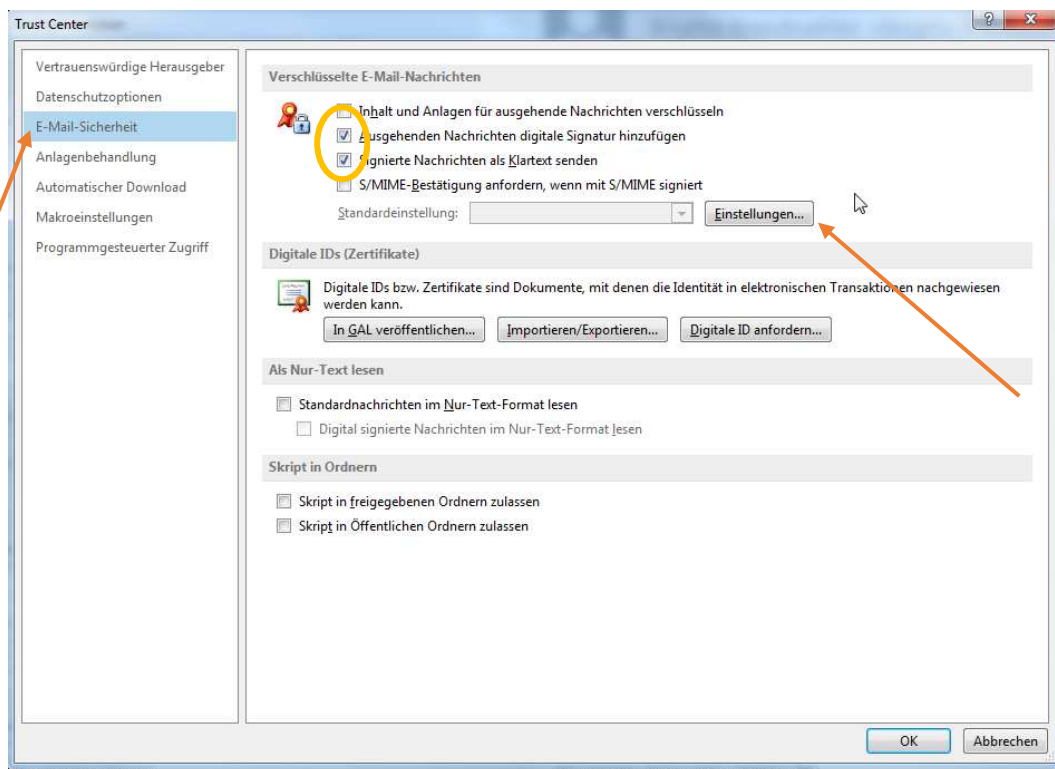 Trust Center
Vertrauenswürdige Herausgeber
Datenschutzoptionen
E-Mail-Sicherheit
Anlagenbehandlung
Automatischer Download
Makroeinstellungen
Programmgesteuerter Zugriff
Verschlüsselte E-Mail-Nachrichten
Inhalt und Anlagen für ausgehende Nachrichten verschlüsseln
Ausgehenden Nachrichten digitale Signatur hinzufügen
Signierte Nachrichten als Klartext senden
S/MIME-Bestätigung anfordern, wenn mit S/MIME signiert
Standardeinstellung: Einstellungen...
Digitale IDs (Zertifikate)
Digitale IDs bzw. Zertifikate sind Dokumente, mit denen die Identität in elektronischen Transaktionen nachgewiesen
werden kann.
In GAL veröffentlichen... Importieren/Exportieren... Digitale ID anfordern...
Als Nur-Text lesen
Standardnachrichten im Nur-Text-Format lesen
Digital signierte Nachrichten im Nur-Text-Format lesen
Skript in Ordnern
Skript in freigegebenen Ordnern zulassen
Skript in Öffentlichen Ordnern zulassen
OK Abbrechen